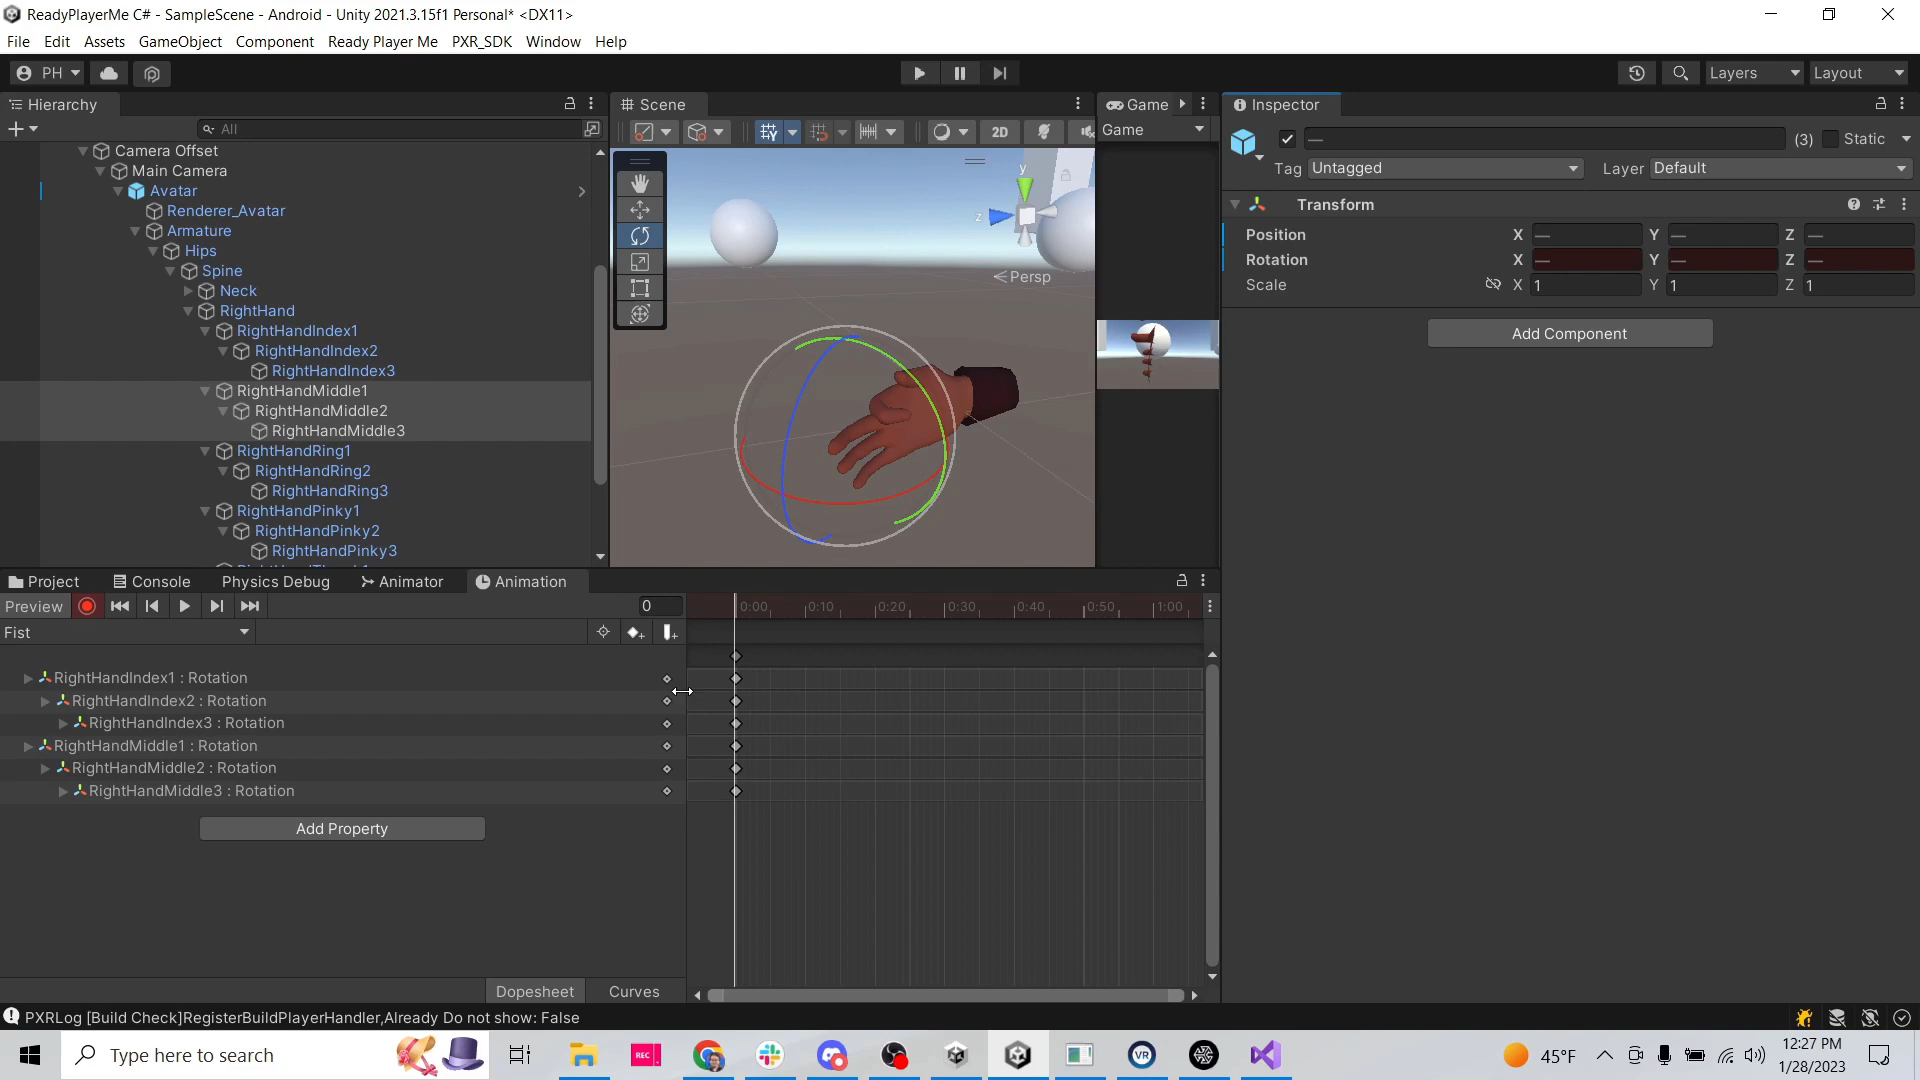 ReadyPlayerMe C# - SampleScene - Android - Unity 2021.3.15f1 Personal* <DX11>
File Edit Assets GameObject Component Ready Player Me PXR_SDK Window Help
PH Layers Layout
Hierarchy
All
Camera Offset
Main Camera
Avatar
Renderer_Avatar
Armature
Hips
Spine
Neck
RightHand
RightHandIndex1
RightHandIndex2
RightHandIndex3
RightHandMiddle1
RightHandMiddle2
RightHandMiddle3
RightHandRing1
RightHandRing2
RightHandRing3
RightHandPinky1
RightHandPinky2
RightHandPinky3
Scene
2D
y
z
Persp
Game
Game
Inspector
— (3) Static
Tag Untagged Layer Default
Transform
Position X — Y — Z —
Rotation X — Y — Z —
Scale X 1 Y 1 Z 1
Add Component
Project Console Physics Debug Animator Animation
Preview 0 0:00 0:10 0:20 0:30 0:40 0:50 1:00
Fist
RightHandIndex1 : Rotation
RightHandIndex2 : Rotation
RightHandIndex3 : Rotation
RightHandMiddle1 : Rotation
RightHandMiddle2 : Rotation
RightHandMiddle3 : Rotation
Add Property
Dopesheet Curves
PXRLog [Build Check]RegisterBuildPlayerHandler,Already Do not show: False
Type here to search
REC
VR
45°F
12:27 PM
1/28/2023